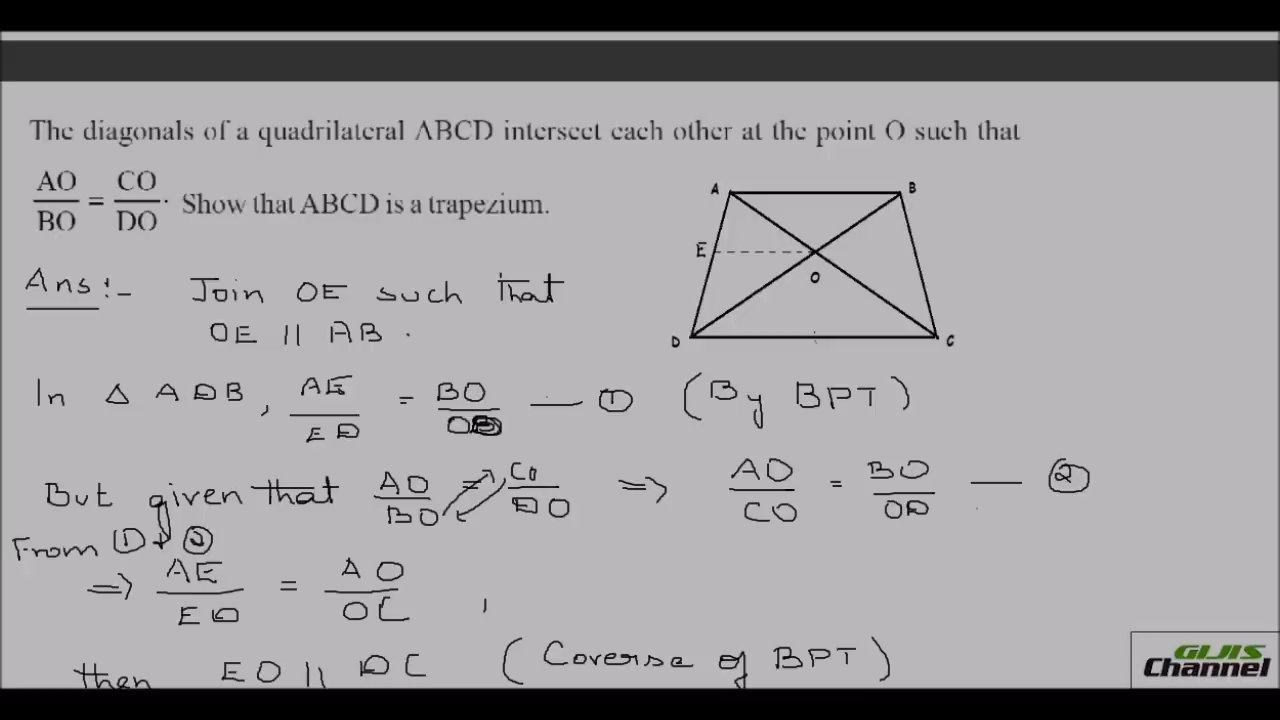 The diagonals of a quadrilateral ABCD intersect each other at the point O such that
AO/BO = CO/DO. Show that ABCD is a trapezium.
A B
E
O
D C
Ans:- Join OE such that
OE || AB.
In Δ ADB, AE/ED = BO/OD — ① (By BPT)
But given that AO/BO = CO/DO ⇒ AO/CO = BO/OD — ②
From ① + ②
⇒ AE/ED = AO/OC,
then EO || DC (Coverse of BPT)
GIJIS
Channel